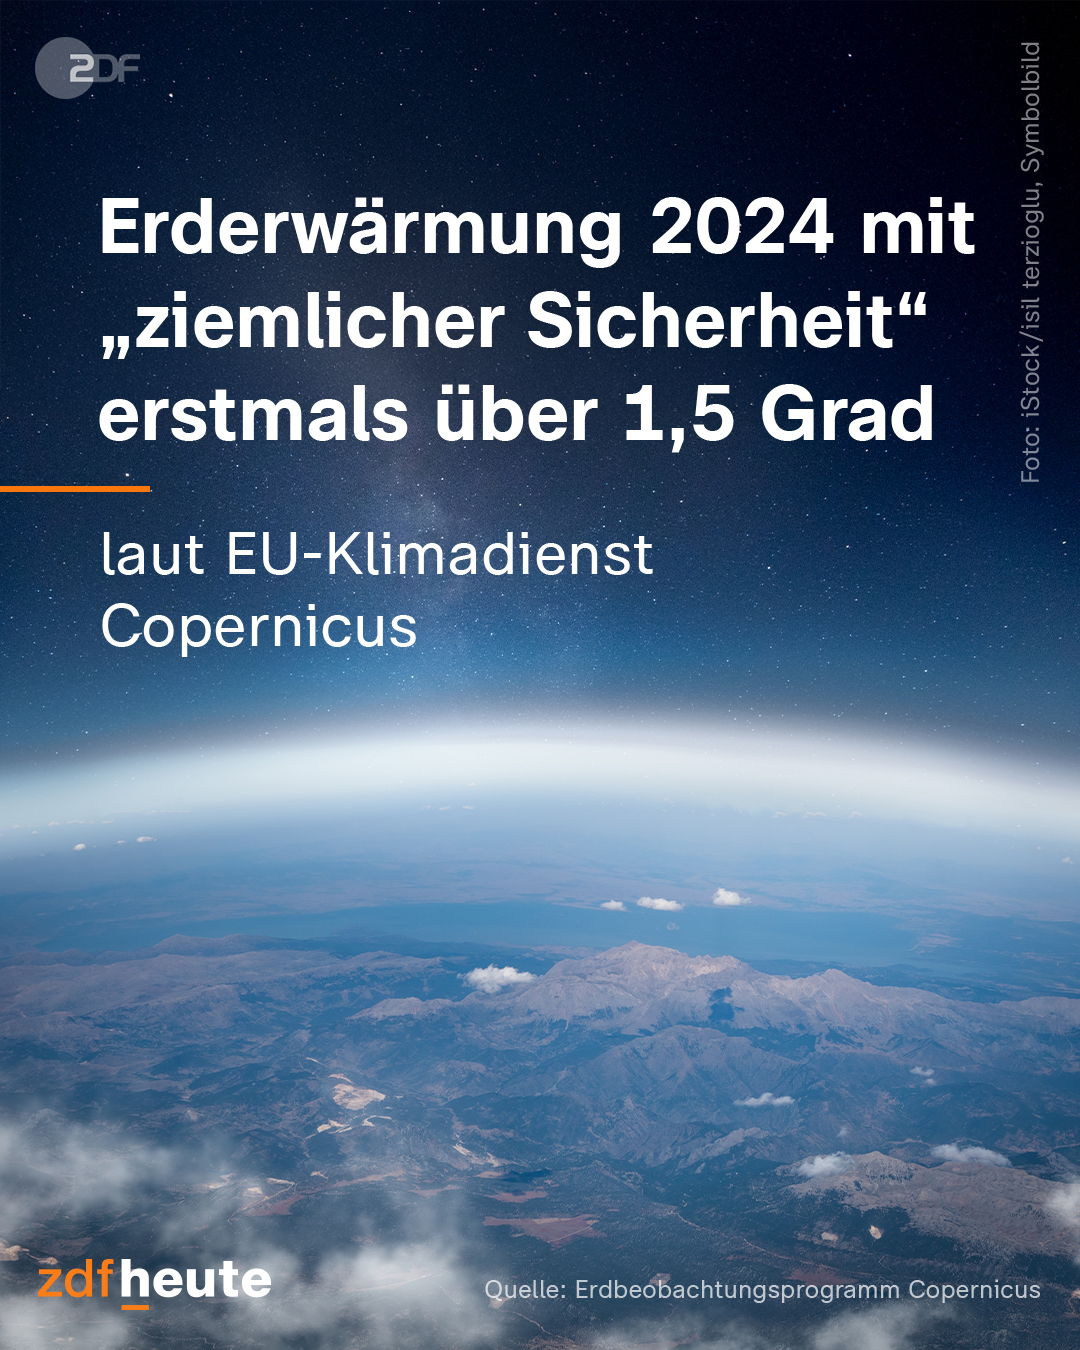 ZDF
Foto: iStock/isil terzioglu, Symbolbild
Erderwärmung 2024 mit
„ziemlicher Sicherheit“
erstmals über 1,5 Grad
laut EU-Klimadienst
Copernicus
zdfheute
Quelle: Erdbeobachtungsprogramm Copernicus